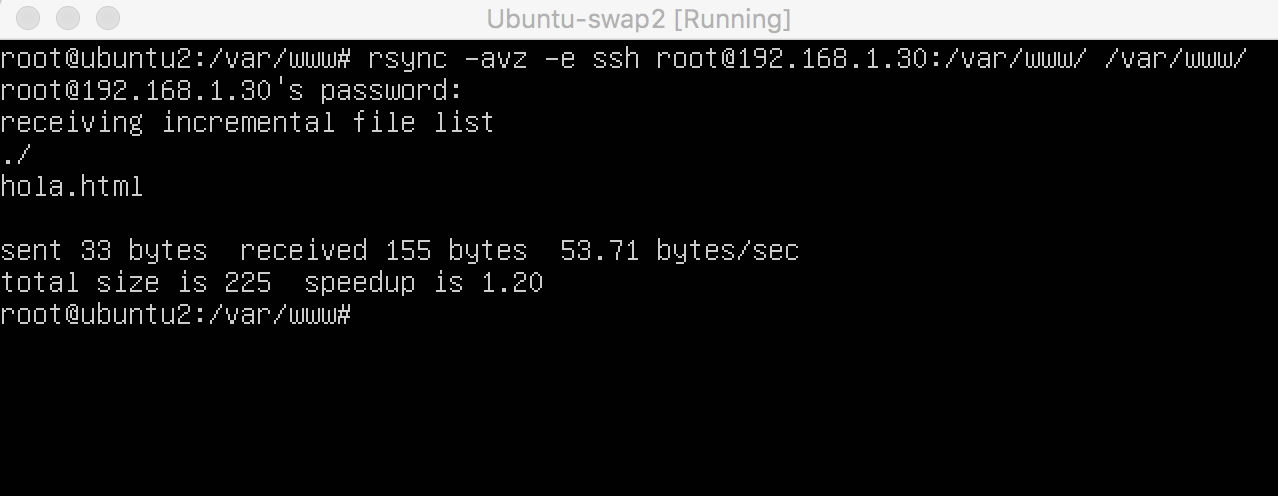 Ubuntu-swap2 [Running]
root@ubuntu2:/var/www# rsync -avz -e ssh root@192.168.1.30:/var/www/ /var/www/
root@192.168.1.30's password:
receiving incremental file list
./
hola.html
sent 33 bytes  received 155 bytes  53.71 bytes/sec
total size is 225  speedup is 1.20
root@ubuntu2:/var/www#